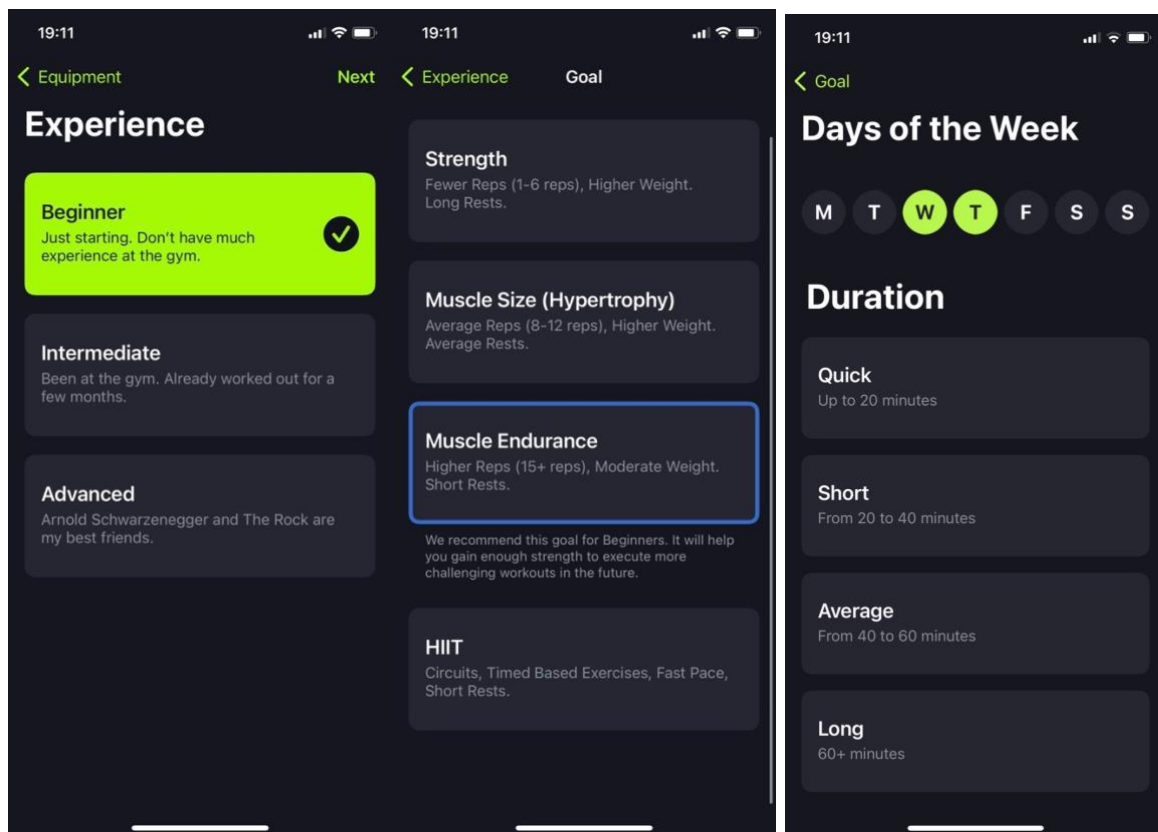 19:11
Equipment
Next
Experience
Beginner
Just starting. Don't have much
experience at the gym.
Intermediate
Been at the gym. Already worked out for a
few months.
Advanced
Arnold Schwarzenegger and The Rock are
my best friends.
19:11
Experience
Goal
Strength
Fewer Reps (1-6 reps), Higher Weight.
Long Rests.
Muscle Size (Hypertrophy)
Average Reps (8-12 reps), Higher Weight.
Average Rests.
Muscle Endurance
Higher Reps (15+ reps), Moderate Weight.
Short Rests.
We recommend this goal for Beginners. It will help
you gain enough strength to execute more
challenging workouts in the future.
HIIT
Circuits, Timed Based Exercises, Fast Pace,
Short Rests.
19:11
Goal
Days of the Week
M T W T F S S
Duration
Quick
Up to 20 minutes
Short
From 20 to 40 minutes
Average
From 40 to 60 minutes
Long
60+ minutes